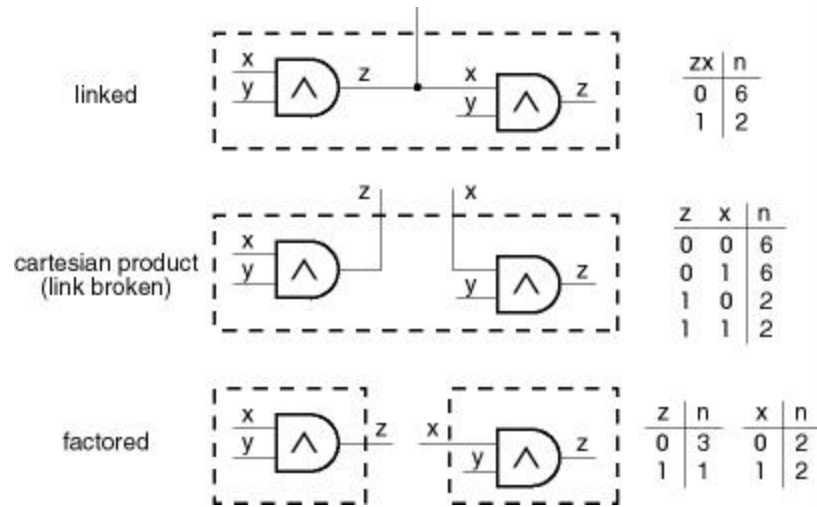 x
y
∧
z
x
y
∧
z
linked
zx n
0 6
1 2
z
x
x
y
∧
y
∧
z
cartesian product
(link broken)
z x n
0 0 6
0 1 6
1 0 2
1 1 2
x
y
∧
z
x
y
∧
z
factored
z n
0 3
1 1
x n
0 2
1 2